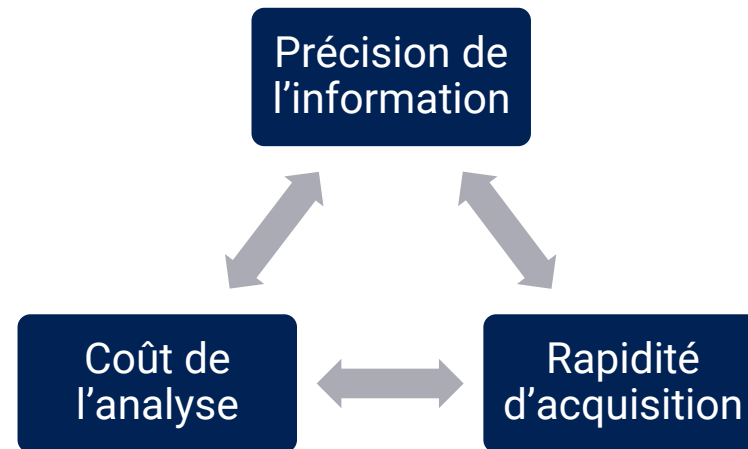 Précision de
l’information
Coût de
l’analyse
Rapidité
d’acquisition